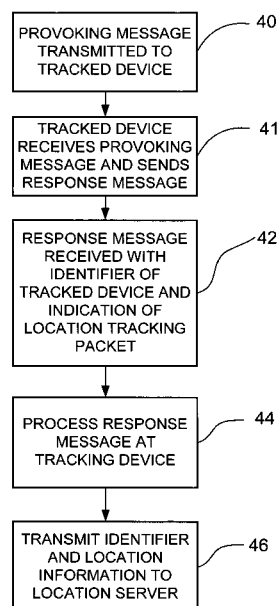 PROVOKING MESSAGE
TRANSMITTED TO
TRACKED DEVICE
40
TRACKED DEVICE
RECEIVES PROVOKING
MESSAGE AND SENDS
RESPONSE MESSAGE
41
RESPONSE MESSAGE
RECEIVED WITH
IDENTIFIER OF
TRACKED DEVICE AND
INDICATION OF
LOCATION TRACKING
PACKET
42
PROCESS RESPONSE
MESSAGE AT
TRACKING DEVICE
44
TRANSMIT IDENTIFIER
AND LOCATION
INFORMATION TO
LOCATION SERVER
46